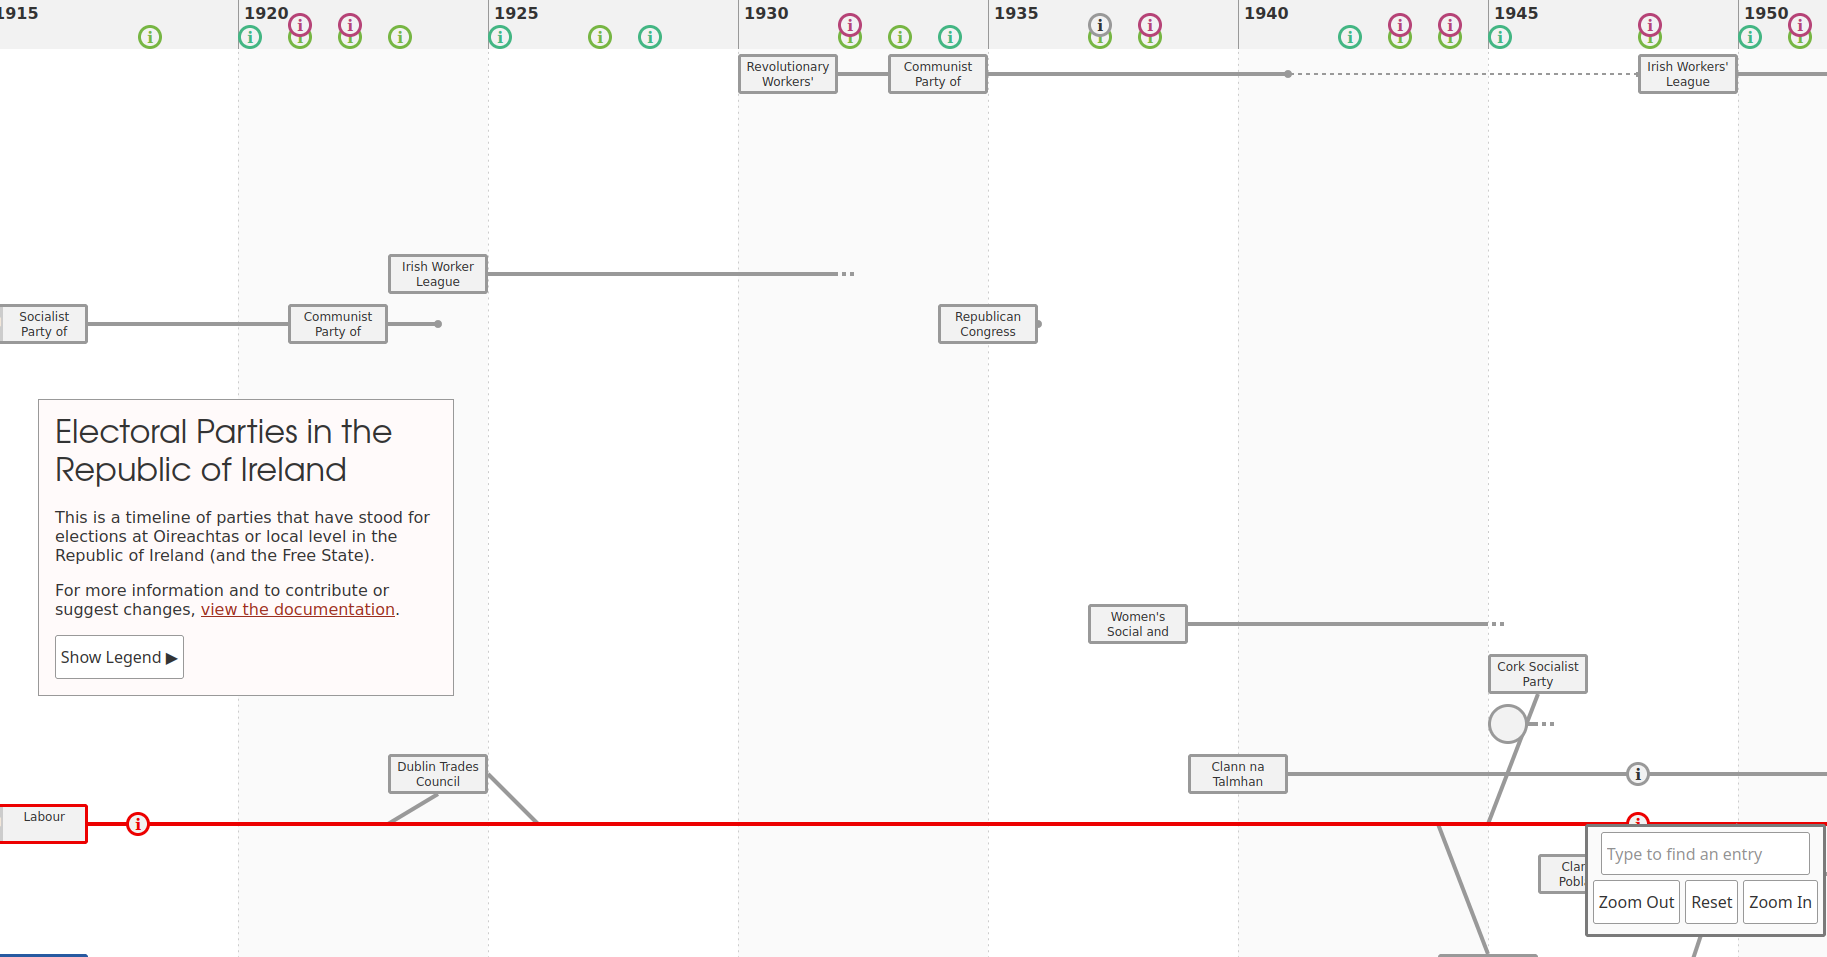 1915
1920
1925
1930
1935
1940
1945
1950
Revolutionary
Workers'
Communist
Party of
Irish Workers'
League
Irish Worker
League
Socialist
Party of
Communist
Party of
Republican
Congress
Electoral Parties in the
Republic of Ireland
This is a timeline of parties that have stood for
elections at Oireachtas or local level in the
Republic of Ireland (and the Free State).
For more information and to contribute or
suggest changes, view the documentation.
Show Legend ▶
Women's
Social and
Cork Socialist
Party
Dublin Trades
Council
Clann na
Talmhan
Labour
Type to find an entry
Zoom Out Reset Zoom In